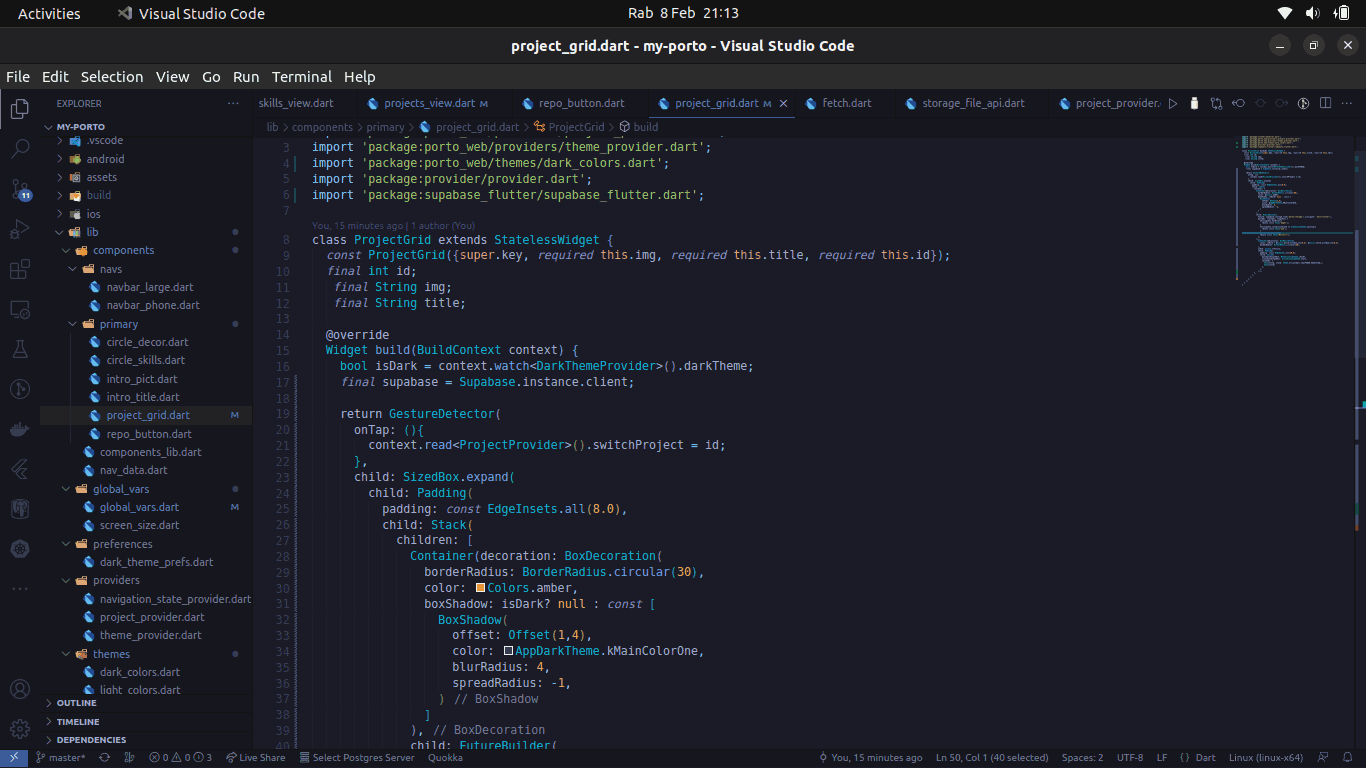 Activities
Visual Studio Code
Rab 8 Feb 21:13
project_grid.dart - my-porto - Visual Studio Code
File Edit Selection View Go Run Terminal Help
EXPLORER
skills_view.dart
projects_view.dart M
repo_button.dart
project_grid.dart M
fetch.dart
storage_file_api.dart
project_provider.
lib > components > primary > project_grid.dart > ProjectGrid > build
MY-PORTO
.vscode
android
assets
build
ios
lib
components
navs
navbar_large.dart
navbar_phone.dart
primary
circle_decor.dart
circle_skills.dart
intro_pict.dart
intro_title.dart
project_grid.dart M
repo_button.dart
components_lib.dart
nav_data.dart
global_vars
global_vars.dart M
screen_size.dart
preferences
dark_theme_prefs.dart
providers
navigation_state_provider.dart
project_provider.dart
theme_provider.dart
themes
dark_colors.dart
light_colors.dart
OUTLINE
TIMELINE
DEPENDENCIES
11
3 import 'package:porto_web/providers/theme_provider.dart';
4 import 'package:porto_web/themes/dark_colors.dart';
5 import 'package:provider/provider.dart';
6 import 'package:supabase_flutter/supabase_flutter.dart';
7
You, 15 minutes ago | 1 author (You)
8 class ProjectGrid extends StatelessWidget {
9 const ProjectGrid({super.key, required this.img, required this.title, required this.id});
10 final int id;
11 final String img;
12 final String title;
13
14 @override
15 Widget build(BuildContext context) {
16 bool isDark = context.watch<DarkThemeProvider>().darkTheme;
17 final supabase = Supabase.instance.client;
18
19 return GestureDetector(
20 onTap: (){
21 context.read<ProjectProvider>().switchProject = id;
22 },
23 child: SizedBox.expand(
24 child: Padding(
25 padding: const EdgeInsets.all(8.0),
26 child: Stack(
27 children: [
28 Container(decoration: BoxDecoration(
29 borderRadius: BorderRadius.circular(30),
30 color: Colors.amber,
31 boxShadow: isDark? null : const [
32 BoxShadow(
33 offset: Offset(1,4),
34 color: AppDarkTheme.kMainColorOne,
35 blurRadius: 4,
36 spreadRadius: -1,
37 ) // BoxShadow
38 ]
39 ), // BoxDecoration
40 child: FutureBuilder(
master*
0 0 3
Live Share
Select Postgres Server
Quokka
You, 15 minutes ago
Ln 50, Col 1 (40 selected)
Spaces: 2
UTF-8
LF
{ } Dart
Linux (linux-x64)